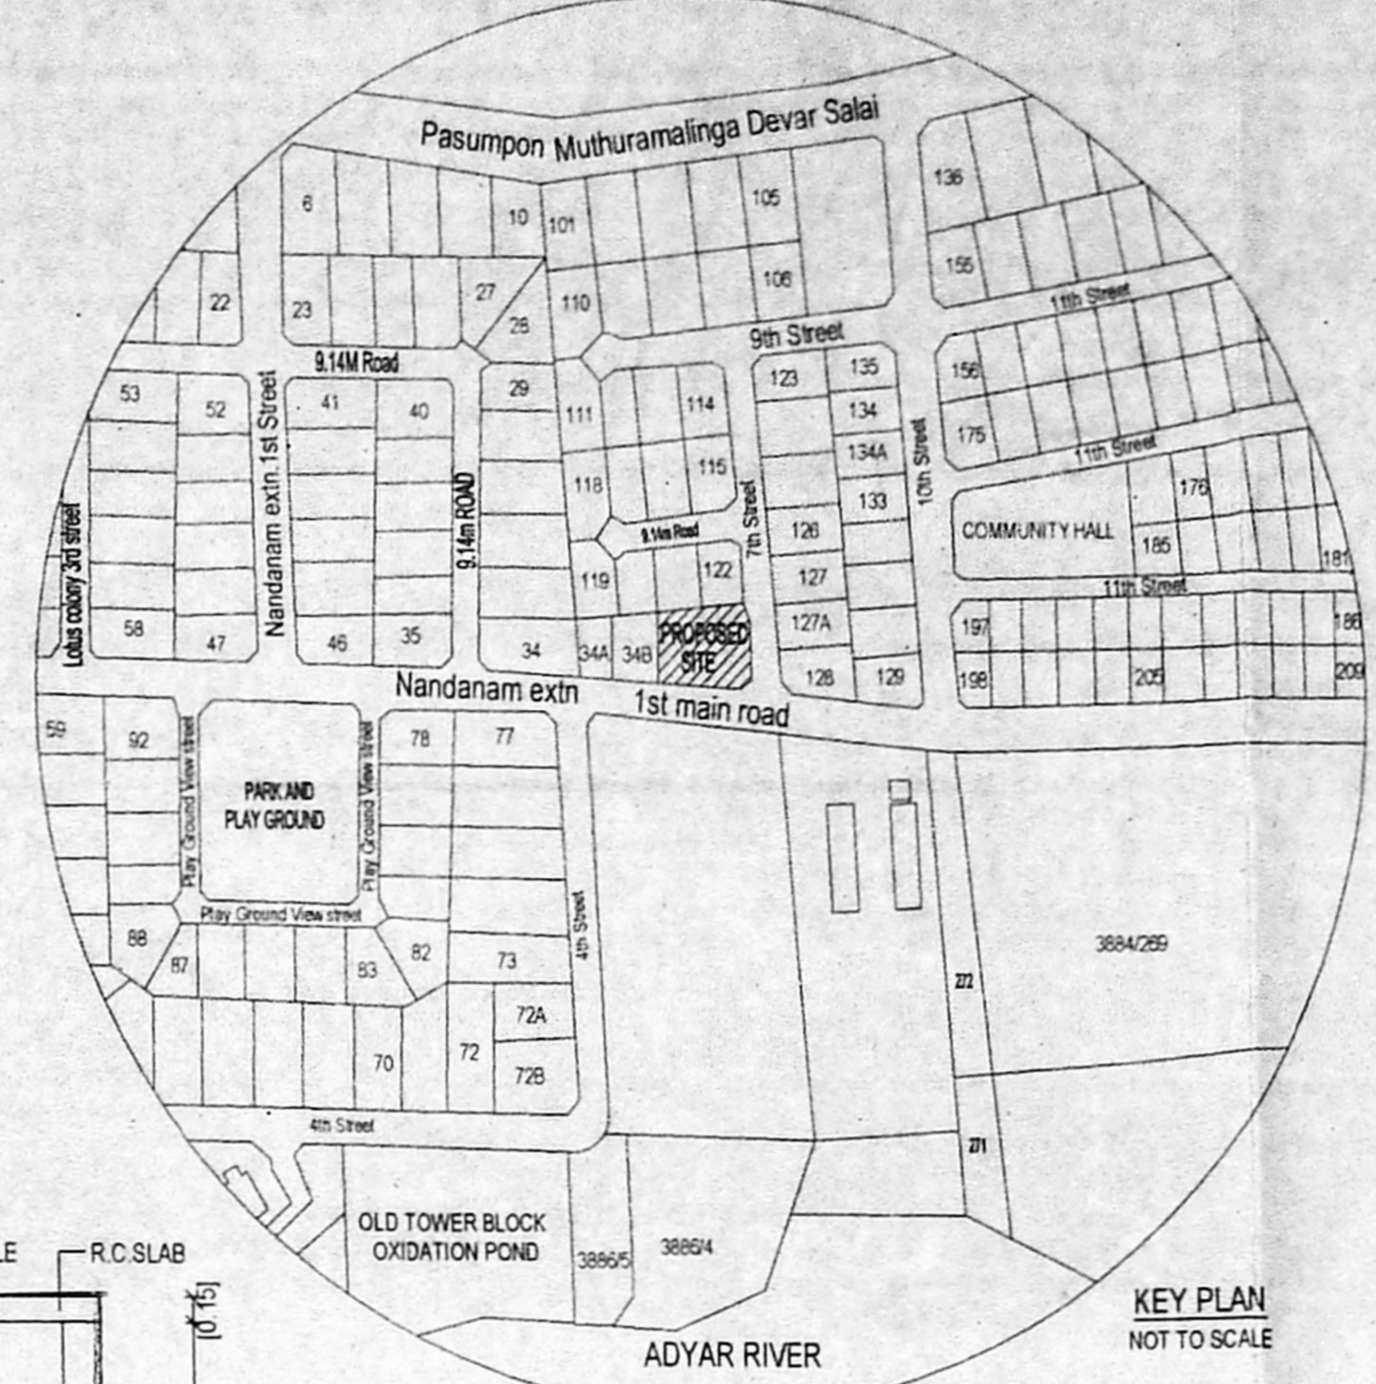 Pasumpon Muthuramalinga Devar Salai
6
10
101
105
136
22
23
27
28
110
106
155
11th Street
9.14M Road
9th Street
53
52
41
40
29
111
114
123
135
134
156
175
134A
11th Street
118
115
133
176
Lotus colony 3rd street
Nandanam extn.1st Street
9.14m ROAD
9.14m Road
7th Street
10th Street
126
COMMUNITY HALL
185
181
119
122
127
11th Street
58
47
46
35
34
34A
34B
PROPOSED
SITE
127A
128
129
197
198
205
186
209
Nandanam extn 1st main road
59
92
Play Ground View street
PARK AND
PLAY GROUND
Play Ground View street
78
77
Play Ground View street
4th Street
88
87
83
82
73
3884/269
272
72A
70
72
72B
4th Street
271
OLD TOWER BLOCK
OXIDATION POND
3886/5
3886/4
LE
R.C.SLAB
[0.15]
KEY PLAN
NOT TO SCALE
ADYAR RIVER